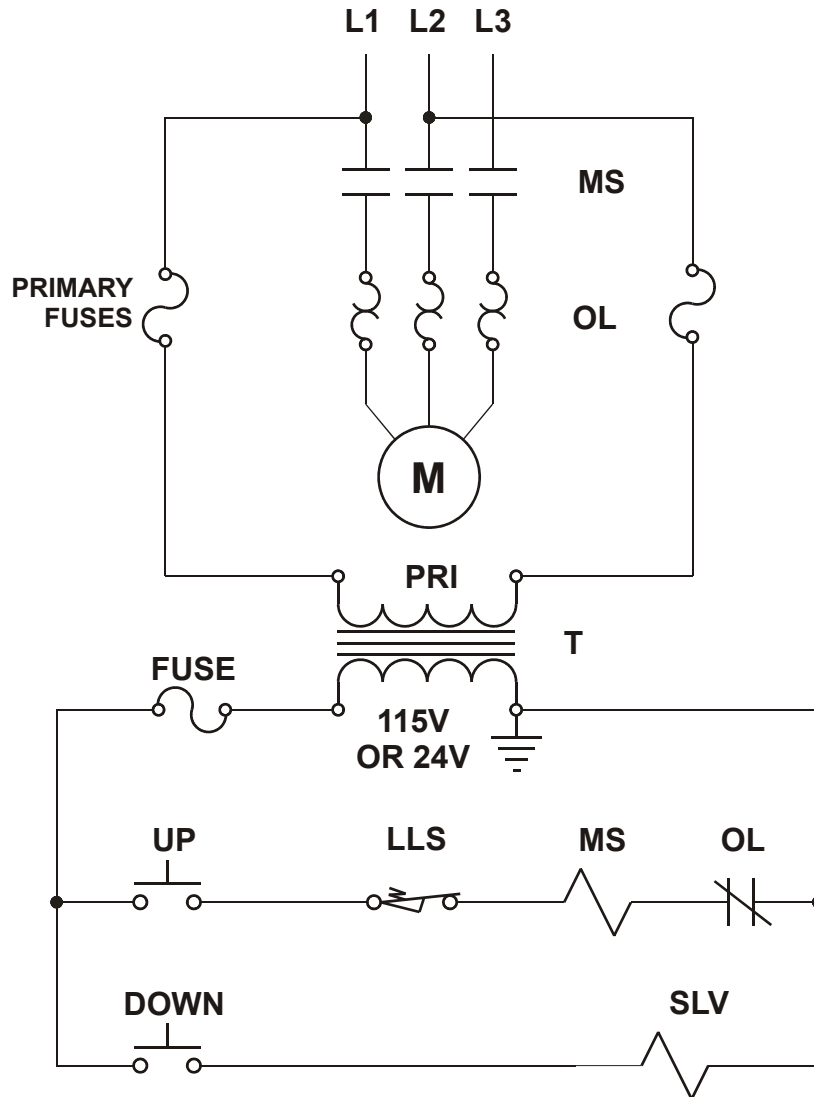 L1 L2 L3
MS
PRIMARY
FUSES
OL
M
PRI
T
FUSE
115V
OR 24V
UP LLS MS OL
DOWN SLV